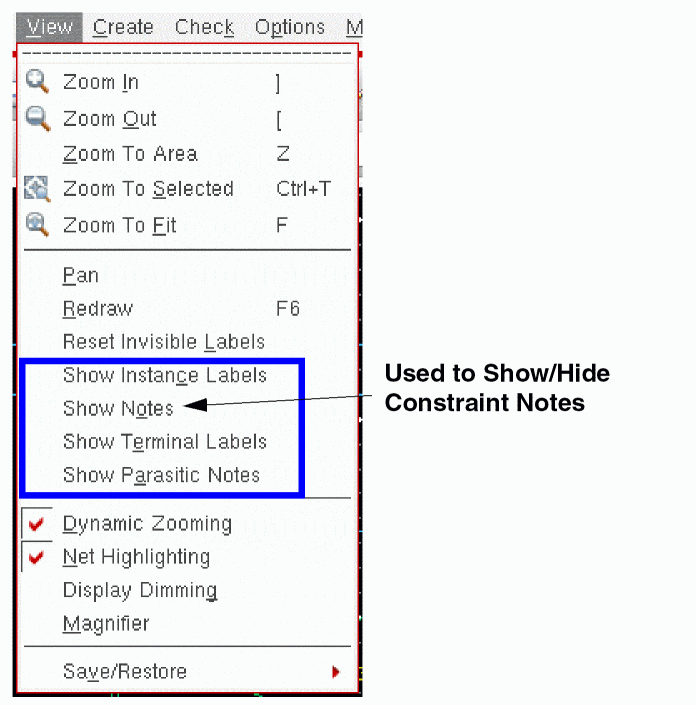 View Create Check Options M
Zoom In ]
Zoom Out [
Zoom To Area Z
Zoom To Selected Ctrl+T
Zoom To Fit F
Pan
Redraw F6
Reset Invisible Labels
Show Instance Labels
Show Notes
Show Terminal Labels
Show Parasitic Notes
Dynamic Zooming
Net Highlighting
Display Dimming
Magnifier
Save/Restore
Used to Show/Hide
Constraint Notes